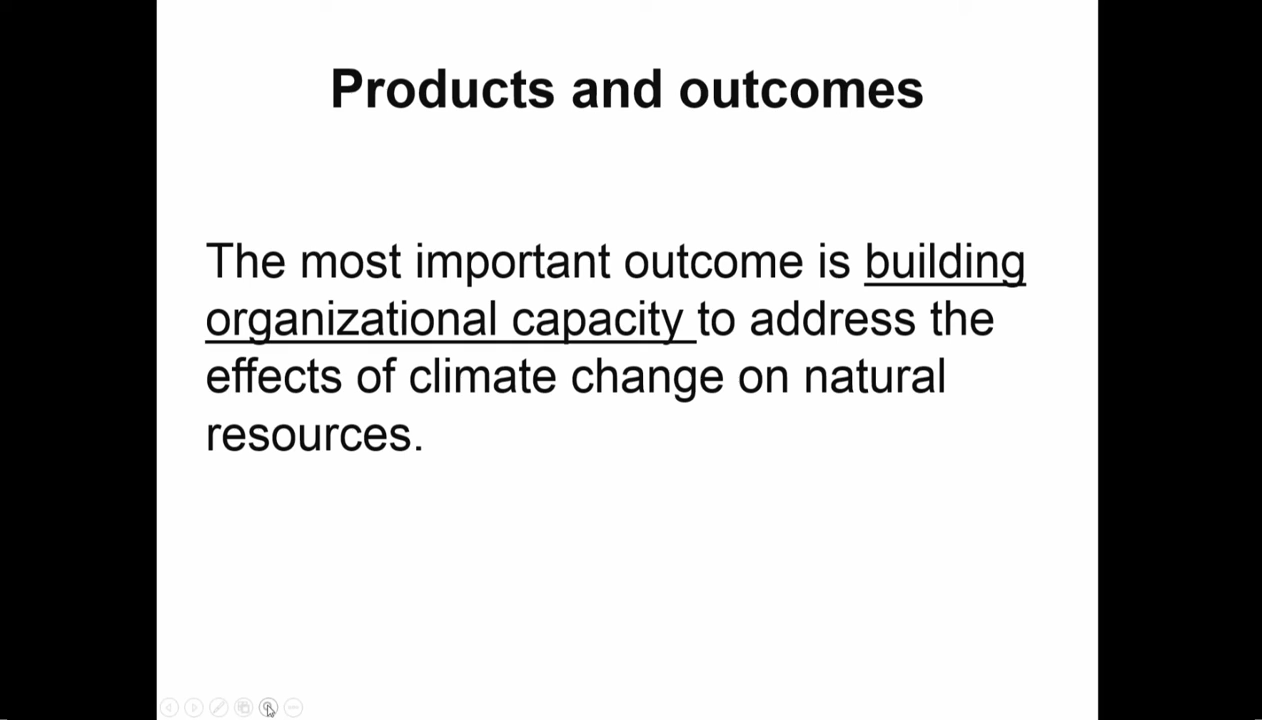 Products and outcomes
The most important outcome is building
organizational capacity to address the
effects of climate change on natural
resources.